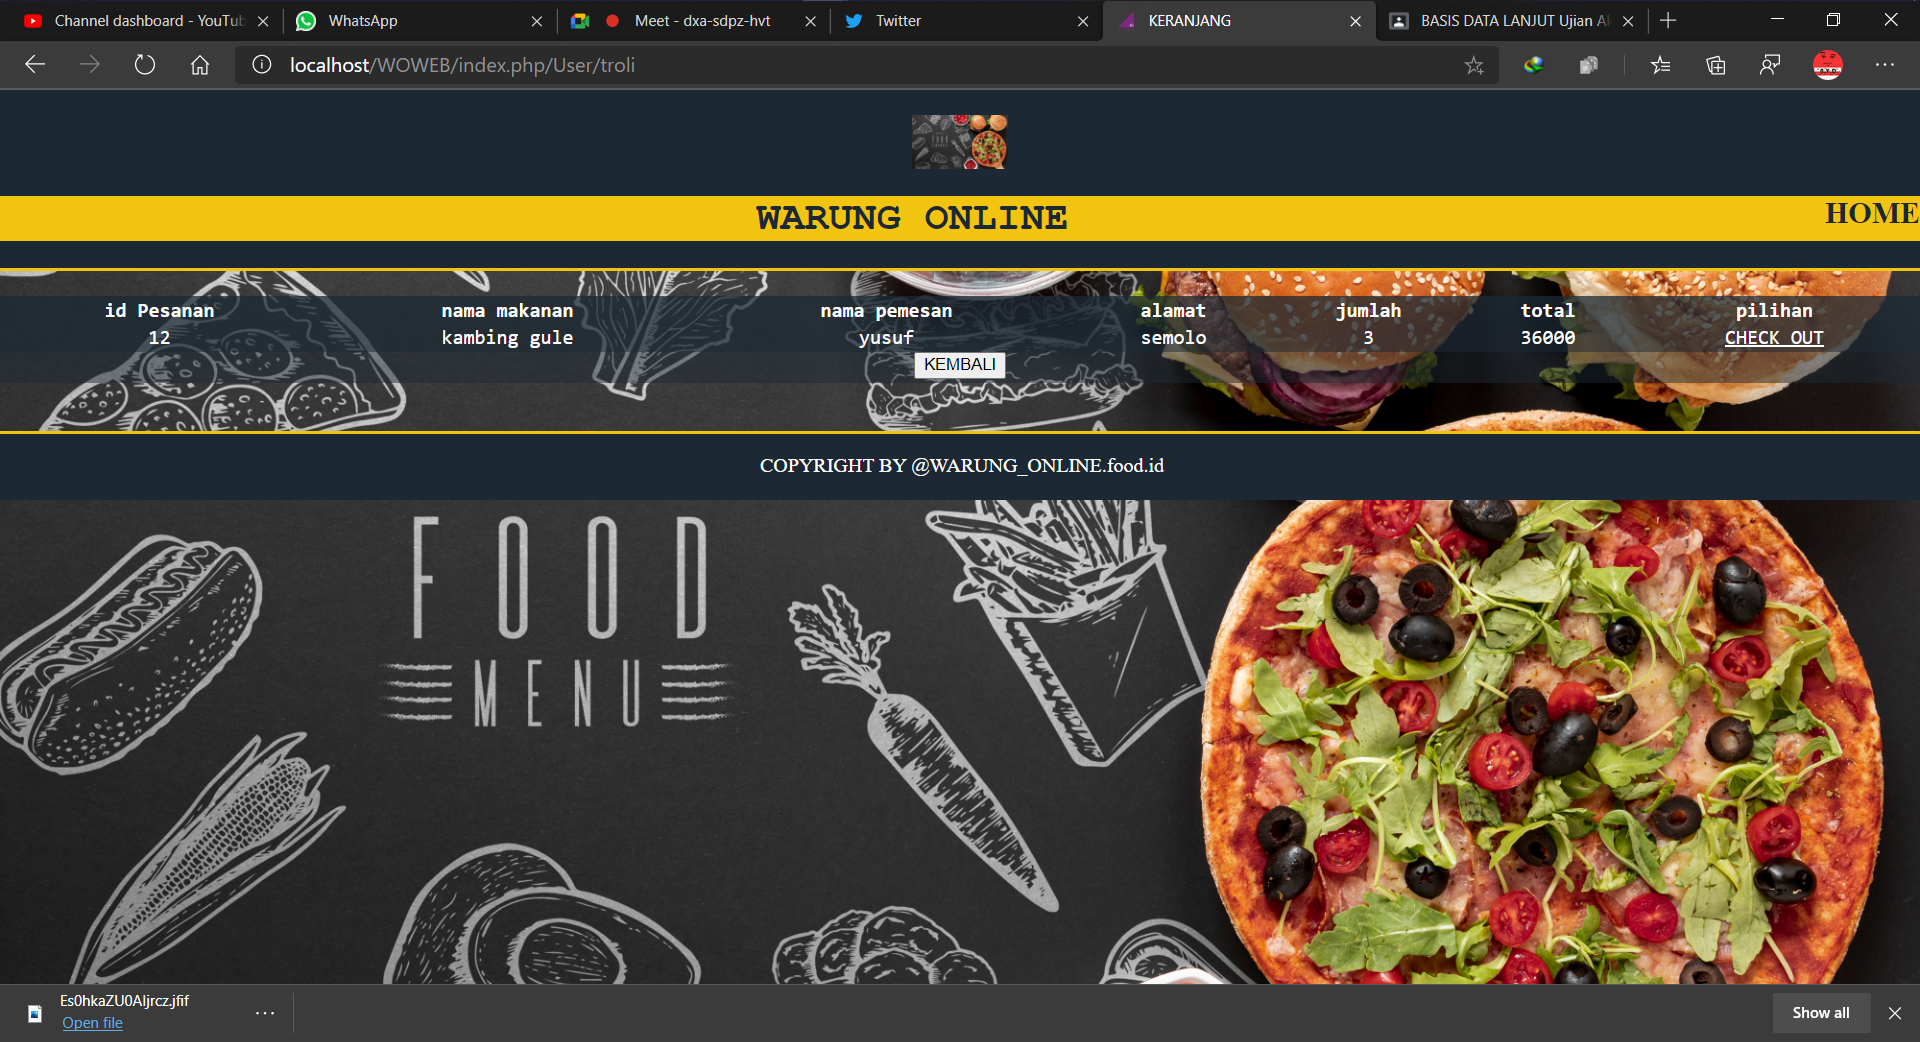 Channel dashboard - YouTub
WhatsApp
Meet - dxa-sdpz-hvt
Twitter
KERANJANG
BASIS DATA LANJUT Ujian Ak
localhost/WOWEB/index.php/User/troli
WARUNG ONLINE
HOME
id Pesanan nama makanan nama pemesan alamat jumlah total pilihan
12 kambing gule yusuf semolo 3 36000 CHECK OUT
KEMBALI
COPYRIGHT BY @WARUNG_ONLINE.food.id
FOOD
MENU
Es0hkaZU0AIjrcz.jfif
Open file
Show all